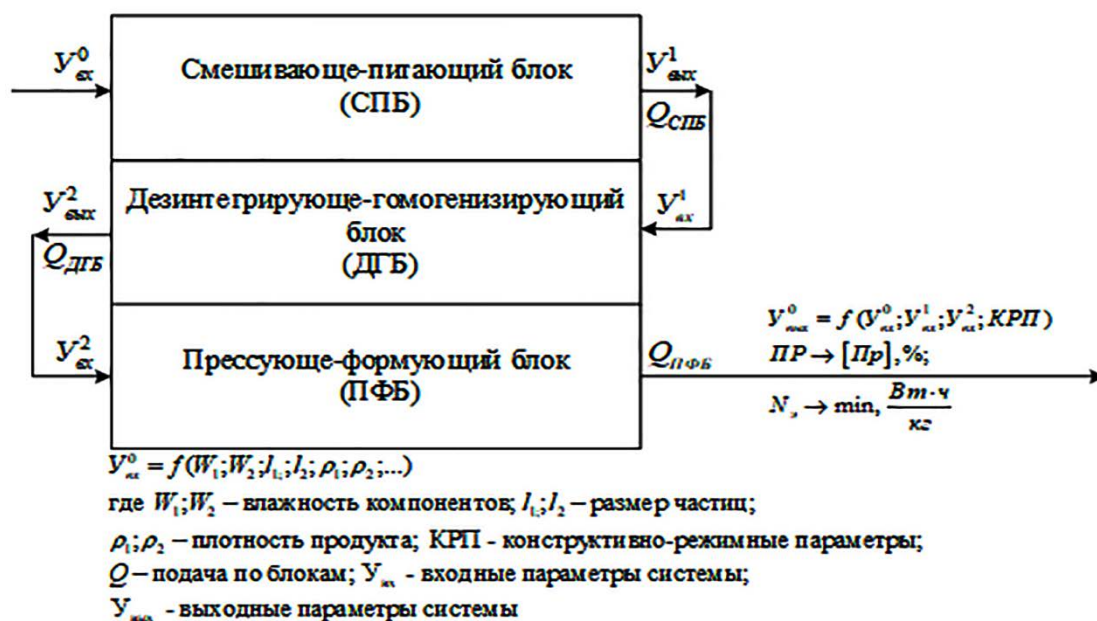 У⁰вх
Смешивающе-питающий блок
(СПБ)
У¹вых
Q СПБ
У²вых
Дезинтегрирующе-гомогенизирующий
блок
(ДГБ)
У¹вх
Q ДГБ
У²вх
Прессующе-формующий блок
(ПФБ)
Q ПФБ
У⁰вых = f(У⁰вх;У¹вх;У²вх;КРП)
ПР → [Пр],%;
Nэ → min, Вт·ч
кг
У⁰вх = f(W₁;W₂;l₁;l₂;ρ₁;ρ₂;...)
где W₁;W₂ – влажность компонентов; l₁;l₂ – размер частиц;
ρ₁;ρ₂ – плотность продукта; КРП - конструктивно-режимные параметры;
Q – подача по блокам; Увх - входные параметры системы;
Увых - выходные параметры системы